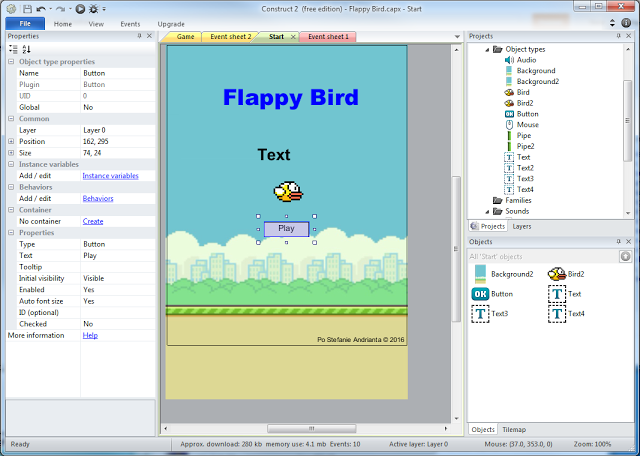 Construct 2 (free edition) - Flappy Bird.capx - Start
File Home View Events Upgrade
Properties
Object type properties
Name Button
Plugin Button
UID 0
Global No
Common
Layer Layer 0
Position 162, 295
Size 74, 24
Instance variables
Add / edit Instance variables
Behaviors
Add / edit Behaviors
Container
No container Create
Properties
Type Button
Text Play
Tooltip
Initial visibility Visible
Enabled Yes
Auto font size Yes
ID (optional)
Checked No
More information Help
Game Event sheet 2 Start Event sheet 1
Flappy Bird
Text
Play
Po Stefanie Andrianta © 2016
Projects
Object types
Audio
Background
Background2
Bird
Bird2
Button
Mouse
Pipe
Pipe2
Text
Text2
Text3
Text4
Families
Sounds
Projects Layers
Objects
All 'Start' objects
Background2 Bird2
OK Button T Text
T Text3 T Text4
Objects Tilemap
Ready Approx. download: 280 kb memory use: 4.1 mb Events: 10 Active layer: Layer 0 Mouse: (37.0, 353.0, 0) Zoom: 100%